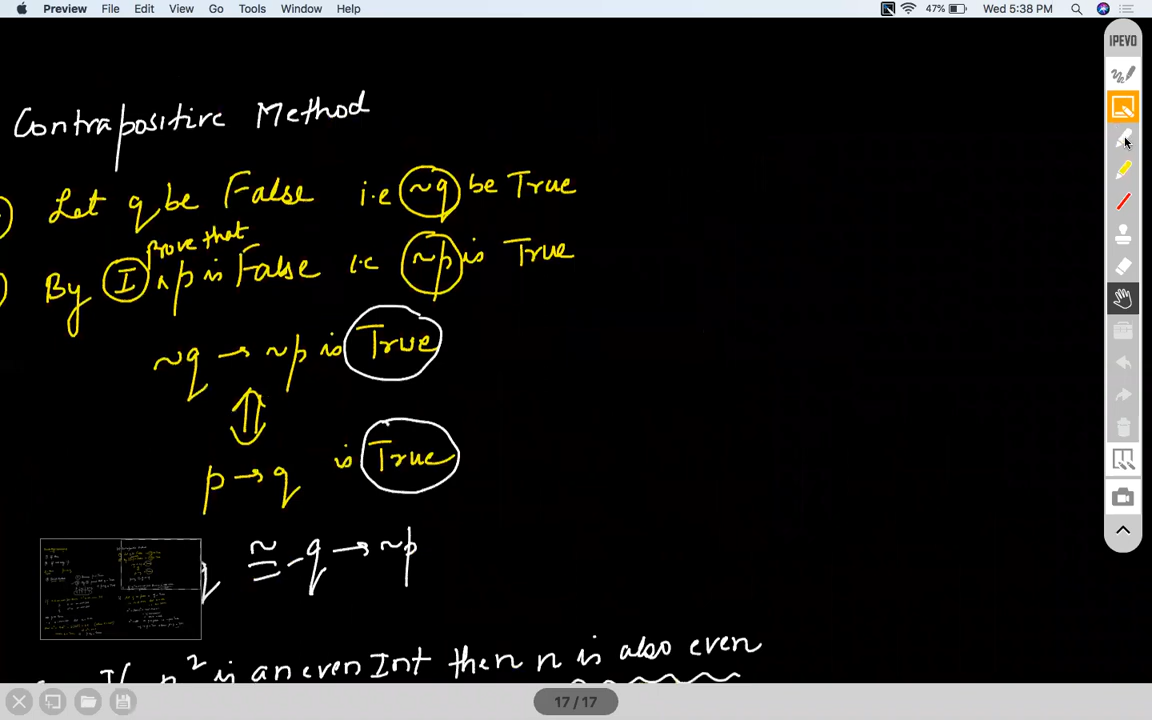 Preview File Edit View Go Tools Window Help 47% Wed 5:38 PM
IPEVO
Contrapositive Method
Let q be False i.e ~q be True
Prove that
By I ∧ p is False i.e ~p is True
~q → ~p is True
⇕
p → q is True
q ≅ ~q → ~p
If n² is an even Int then n is also even
17/17